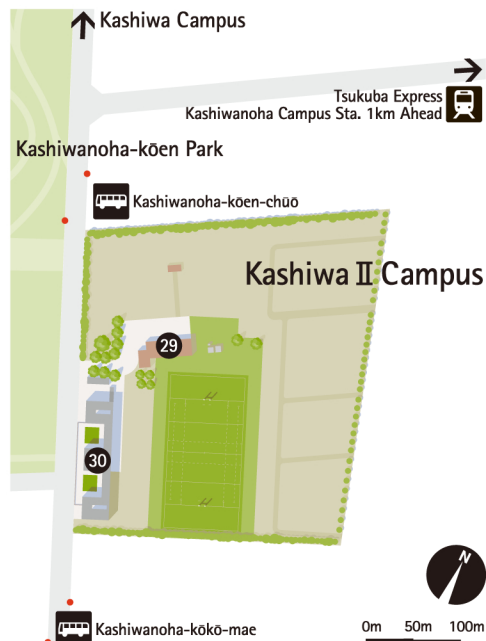 Kashiwa Campus
Tsukuba Express
Kashiwanoha Campus Sta. 1km Ahead
Kashiwanoha-kōen Park
Kashiwanoha-kōen-chūō
Kashiwa Ⅱ Campus
29
30
N
Kashiwanoha-kōkō-mae
0m 50m 100m